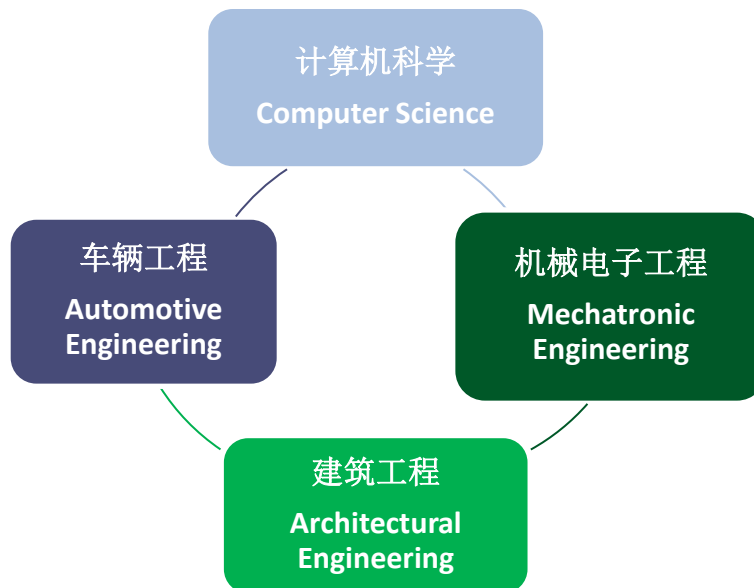 计算机科学
Computer Science
车辆工程
Automotive
Engineering
机械电子工程
Mechatronic
Engineering
建筑工程
Architectural
Engineering